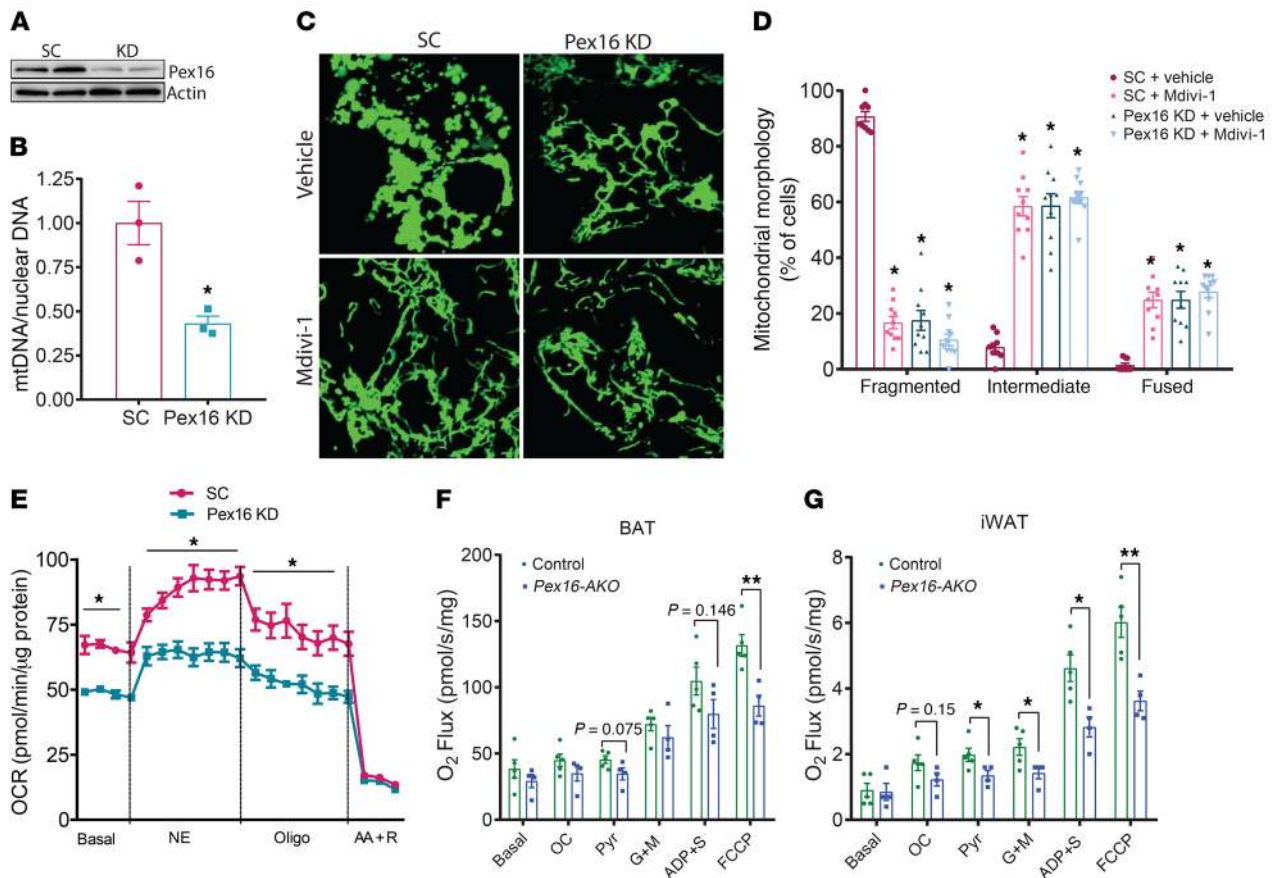 A
SC KD
Pex16
Actin
B
mtDNA/nuclear DNA
1.25
1.00
0.75
0.50
0.25
0.00
*
SC Pex16 KD
C
SC Pex16 KD
Vehicle
Mdivi-1
D
SC + vehicle
SC + Mdivi-1
Pex16 KD + vehicle
Pex16 KD + Mdivi-1
Mitochondrial morphology
(% of cells)
100
80
60
40
20
0
* * *
* * *
* * *
Fragmented Intermediate Fused
E
SC
Pex16 KD
OCR (pmol/min/μg protein)
100
75
50
25
0
* * *
Basal NE Oligo AA + R
F
BAT
Control
Pex16-AKO
O2 Flux (pmol/s/mg)
200
150
100
50
0
P = 0.075
P = 0.146
**
Basal OC Pyr G+M ADP+S FCCP
G
iWAT
Control
Pex16-AKO
O2 Flux (pmol/s/mg)
8
6
4
2
0
P = 0.15
* * * **
Basal OC Pyr G+M ADP+S FCCP